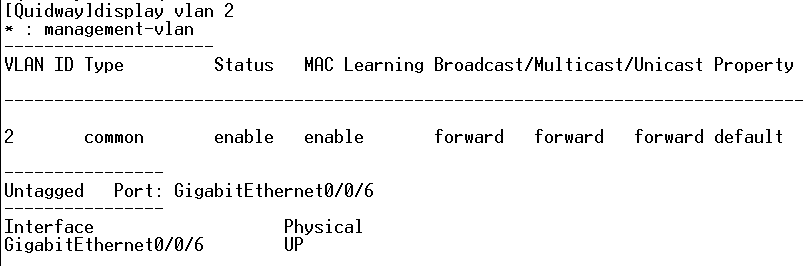 [Quidway]display vlan 2
* : management-vlan
---------------------
VLAN ID Type         Status   MAC Learning Broadcast/Multicast/Unicast Property
--------------------------------------------------------------------------------
2       common       enable   enable       forward   forward   forward default
----------------
Untagged   Port: GigabitEthernet0/0/6
----------------
Interface                   Physical
GigabitEthernet0/0/6        UP